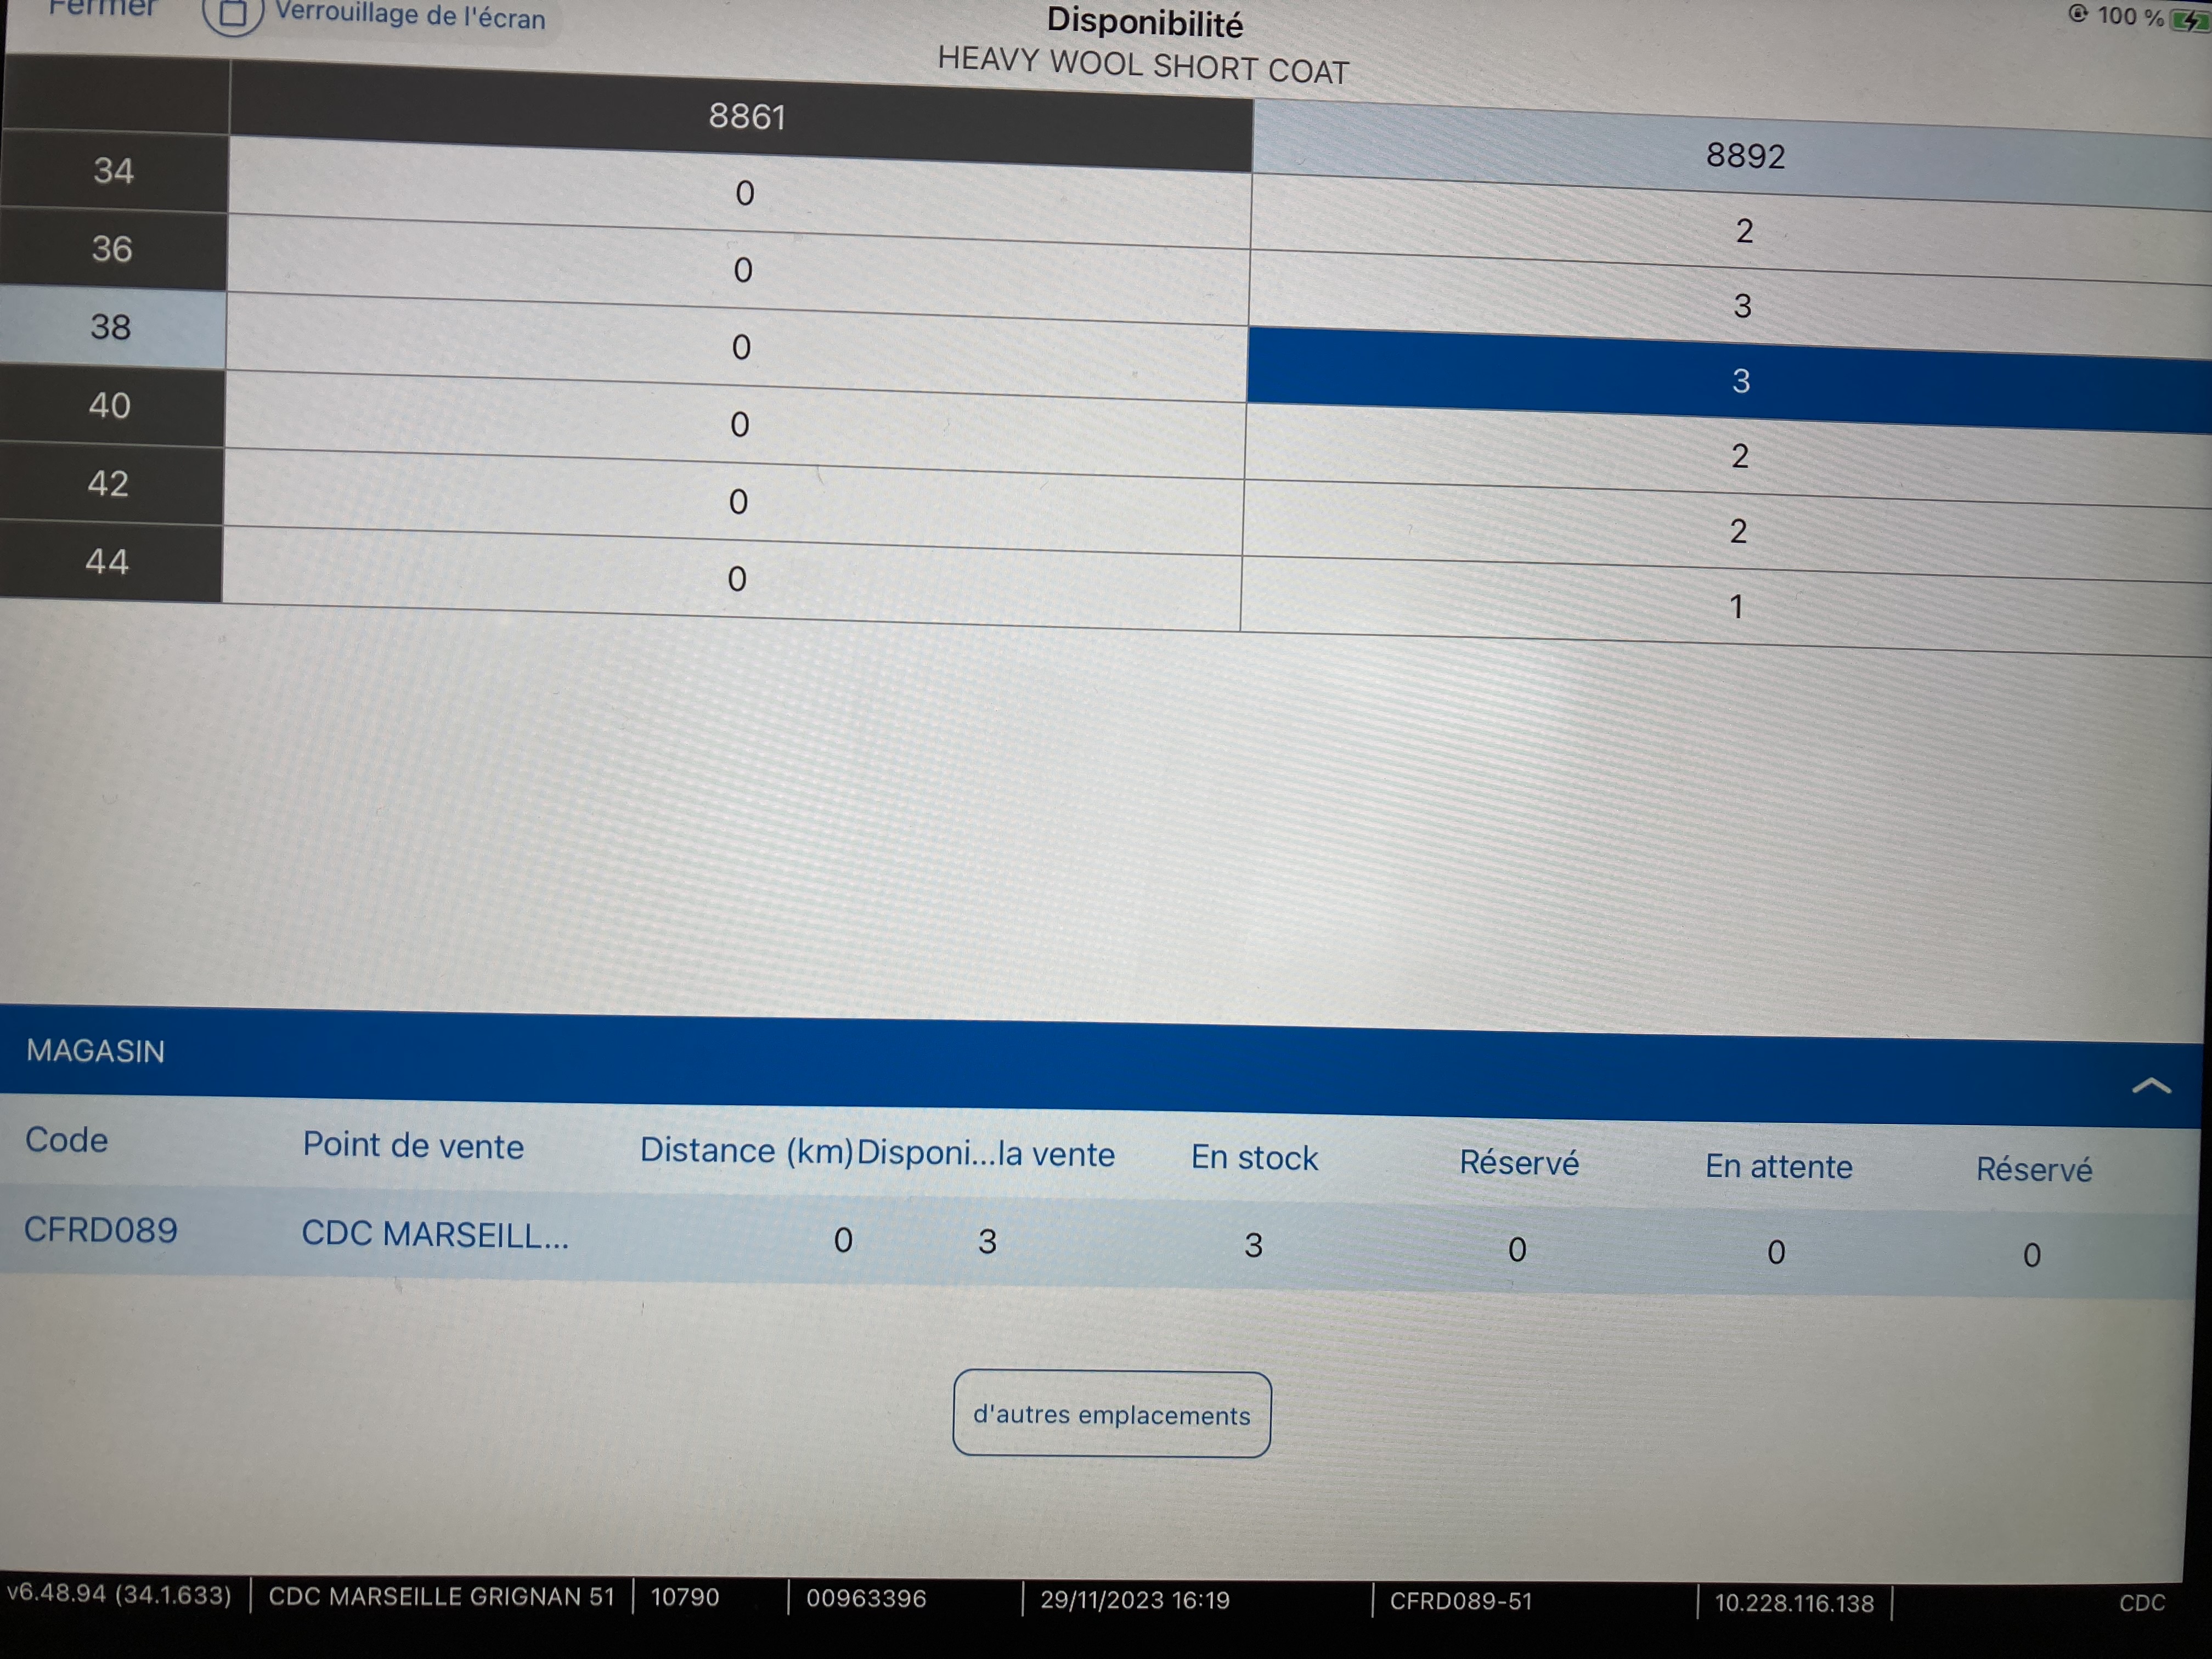 Fermer Verrouillage de l'écran Disponibilité 100 %
HEAVY WOOL SHORT COAT
8861 8892
34 0 2
36 0 3
38 0 3
40 0 2
42 0 2
44 0 1
MAGASIN
Code Point de vente Distance (km) Disponi...la vente En stock Réservé En attente Réservé
CFRD089 CDC MARSEILL... 0 3 3 0 0 0
d'autres emplacements
v6.48.94 (34.1.633) CDC MARSEILLE GRIGNAN 51 10790 00963396 29/11/2023 16:19 CFRD089-51 10.228.116.138 CDC